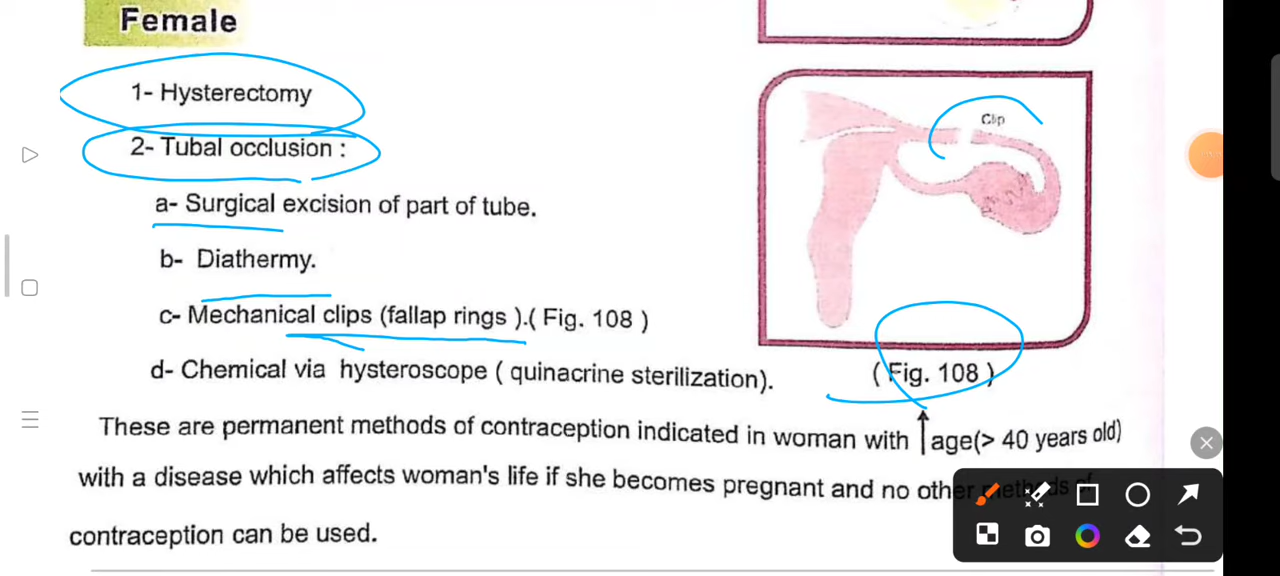 Female
1- Hysterectomy
2- Tubal occlusion :
Clip
a- Surgical excision of part of tube.
b- Diathermy.
c- Mechanical clips (fallap rings ).( Fig. 108 )
d- Chemical via hysteroscope ( quinacrine sterilization).
( Fig. 108 )
These are permanent methods of contraception indicated in woman with ↑age(> 40 years old)
with a disease which affects woman's life if she becomes pregnant and no other methods of
contraception can be used.